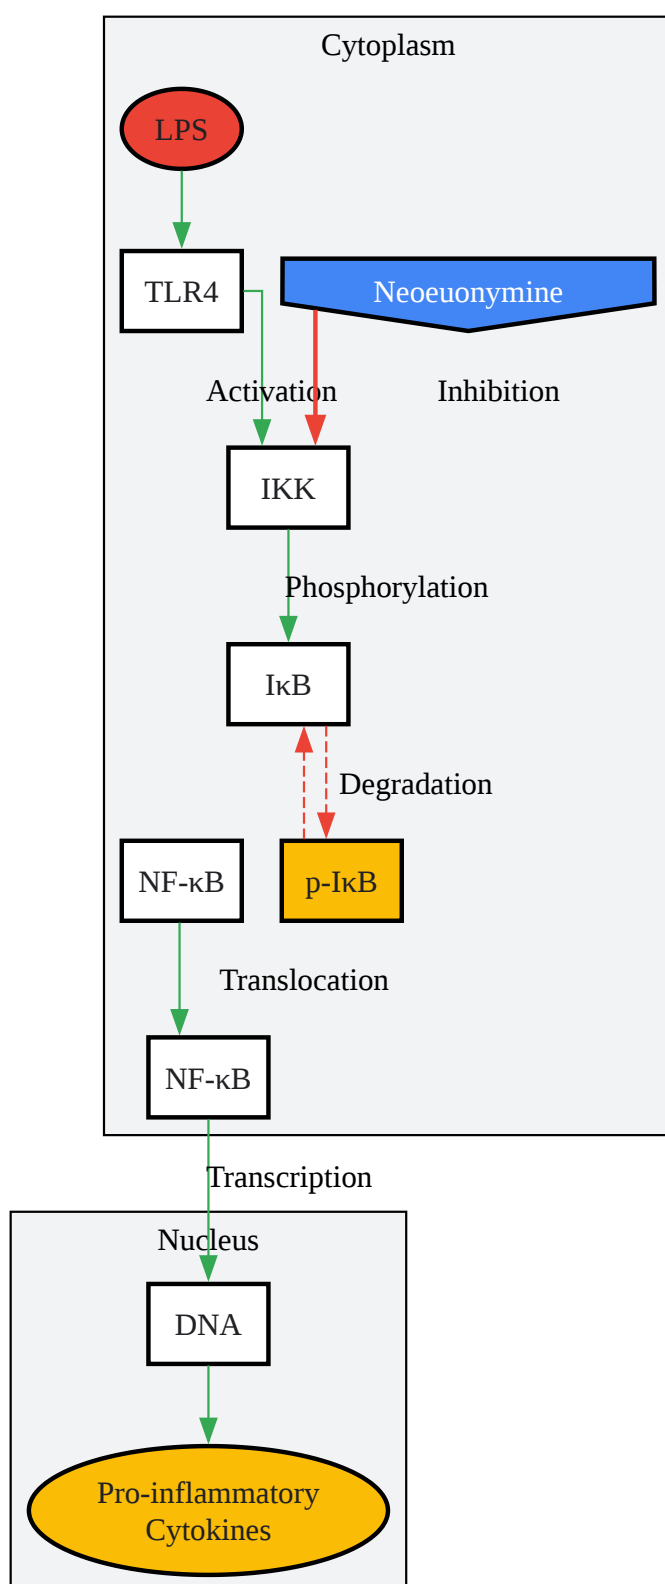 Cytoplasm
LPS
TLR4
Neoeuonymine
Activation
Inhibition
IKK
Phosphorylation
IκB
Degradation
NF-κB
p-IκB
Translocation
NF-κB
Transcription
Nucleus
DNA
Pro-inflammatory
Cytokines